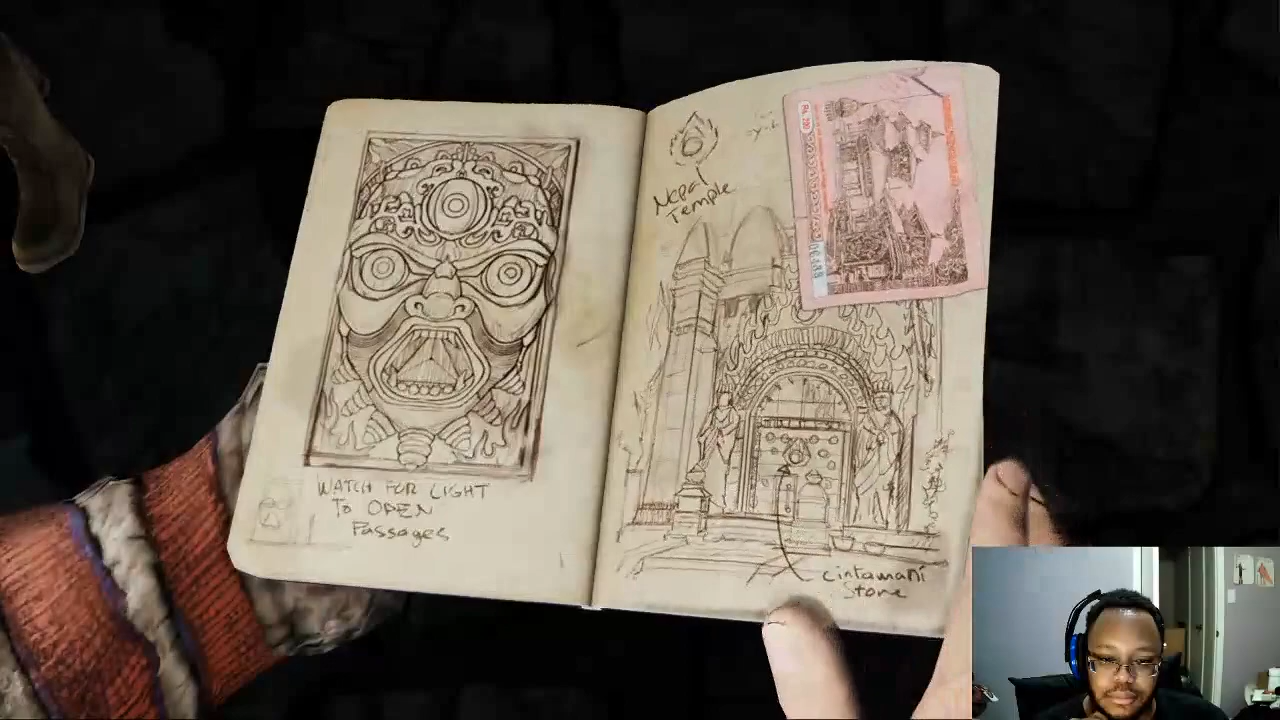 WATCH FOR LIGHT
TO OPEN
Passages
Nepal
Temple
cintamani
Stone